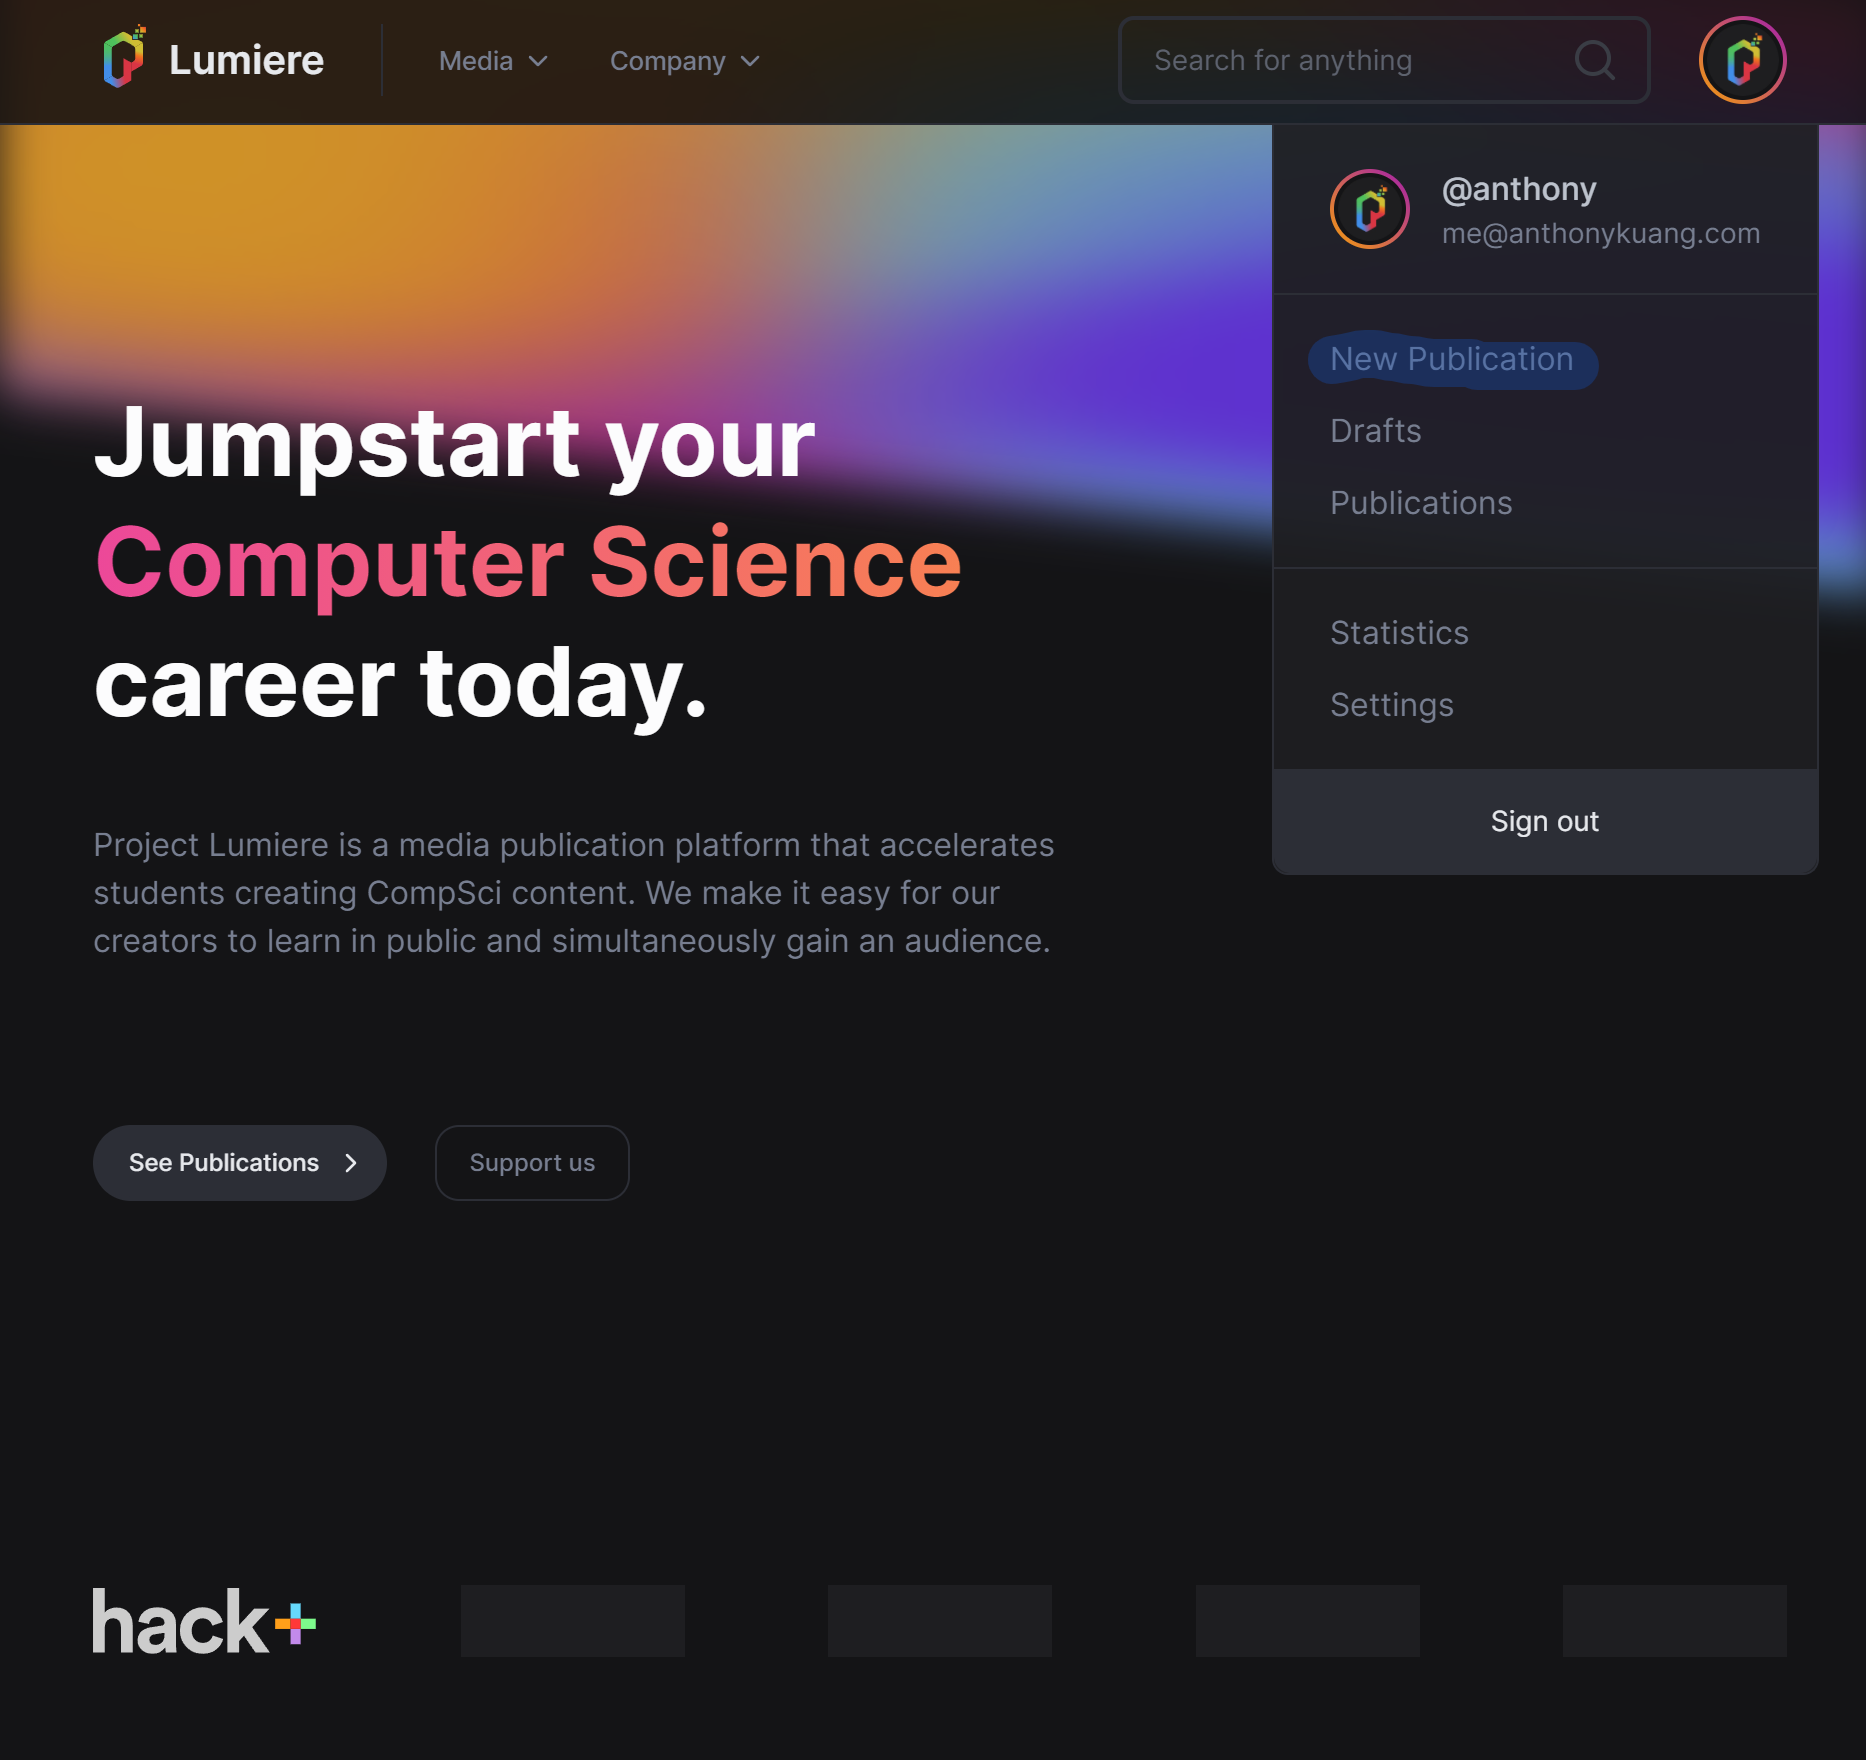 Lumiere
Media
Company
Search for anything
@anthony
me@anthonykuang.com
New Publication
Drafts
Publications
Statistics
Settings
Sign out
Jumpstart your
Computer Science
career today.
Project Lumiere is a media publication platform that accelerates
students creating CompSci content. We make it easy for our
creators to learn in public and simultaneously gain an audience.
See Publications
Support us
hack+